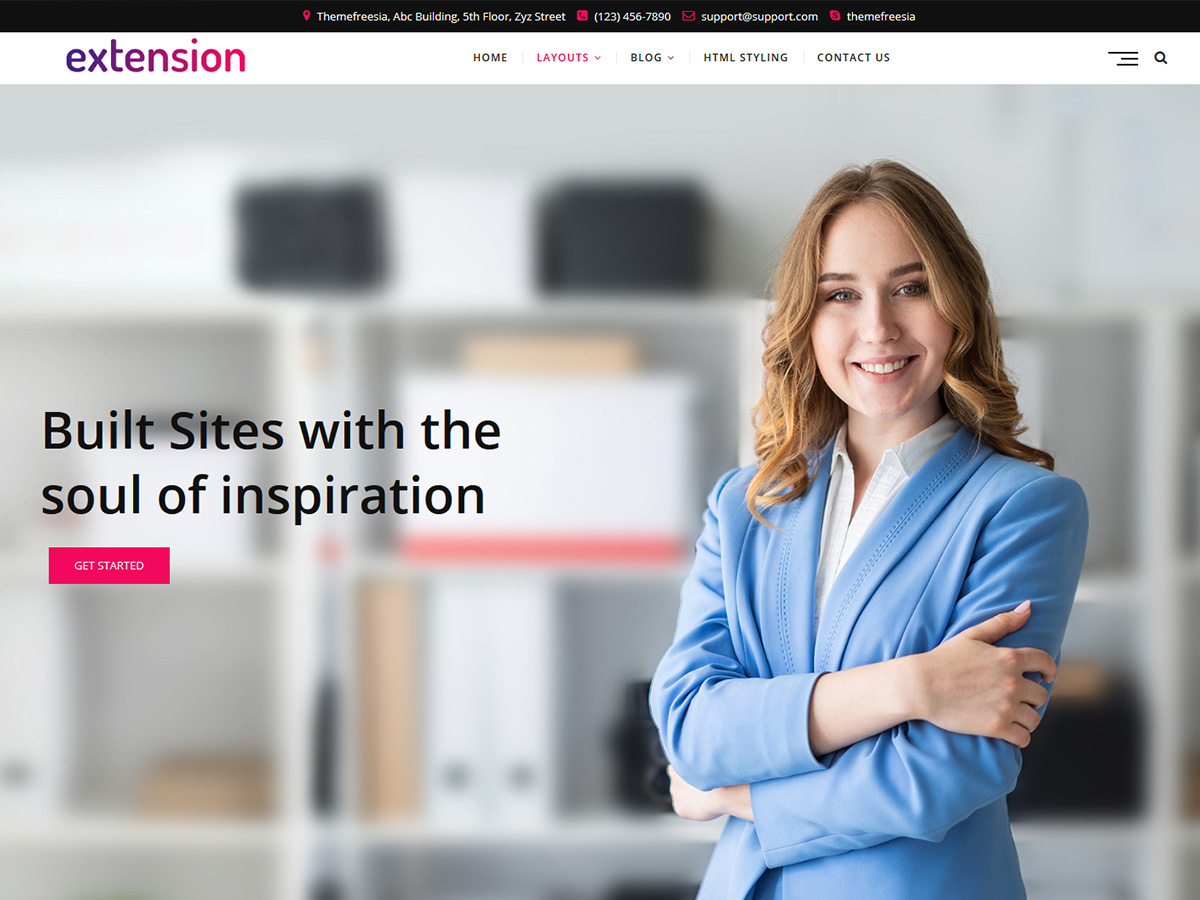 Themefreesia, Abc Building, 5th Floor, Zyz Street (123) 456-7890 support@support.com themefreesia
extension
HOME LAYOUTS BLOG HTML STYLING CONTACT US
Built Sites with the
soul of inspiration
GET STARTED